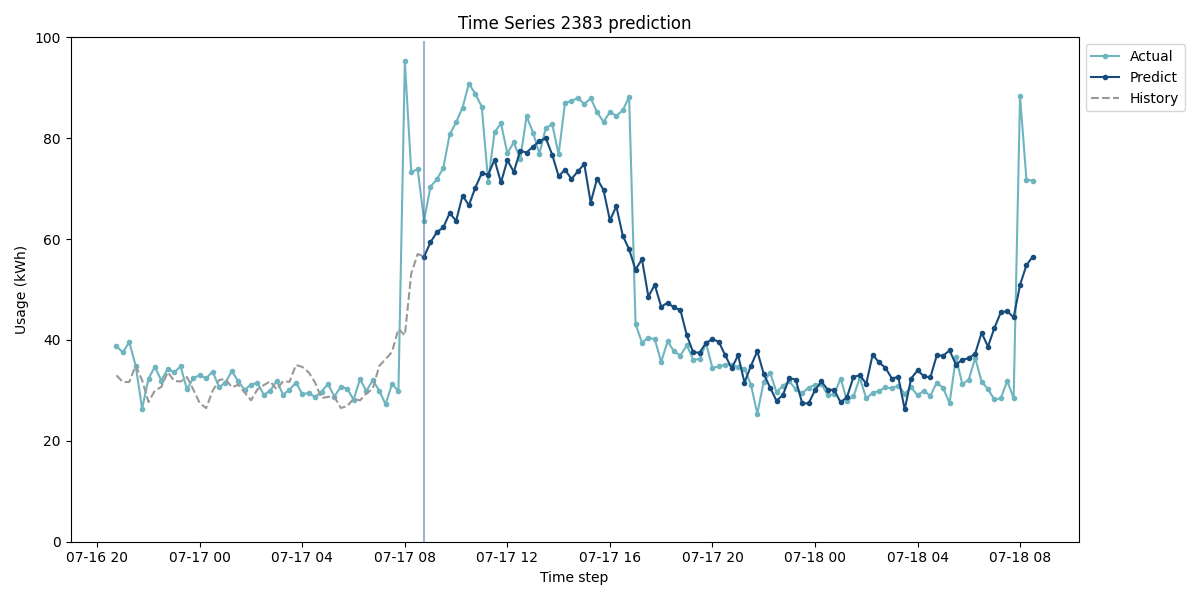 Time Series 2383 prediction
Usage (kWh)
100
80
60
40
20
0
07-16 20
07-17 00
07-17 04
07-17 08
07-17 12
07-17 16
07-17 20
07-18 00
07-18 04
07-18 08
Time step
Actual
Predict
History